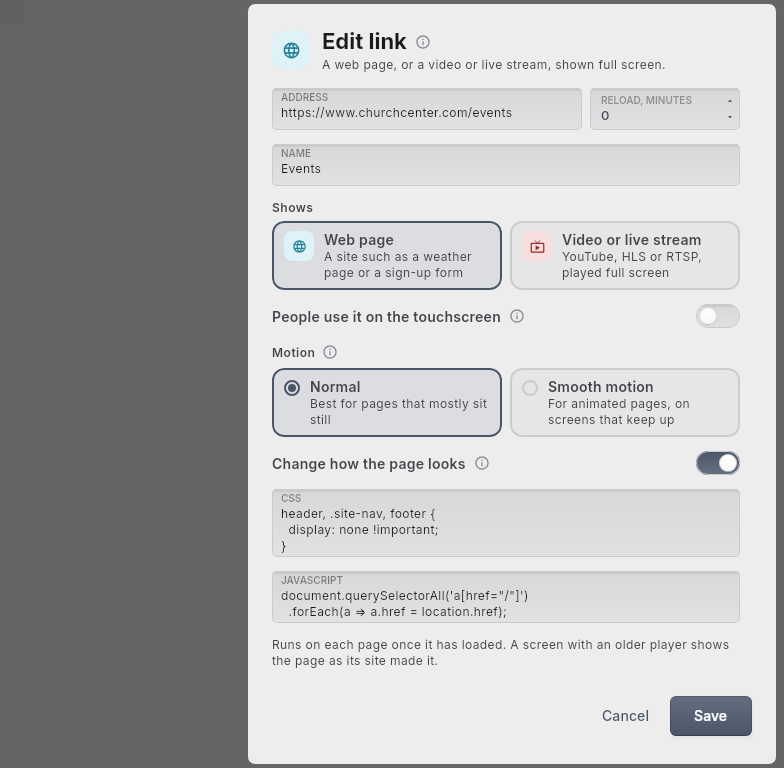 Edit link
A web page, or a video or live stream, shown full screen.
ADDRESS
https://www.churchcenter.com/events
RELOAD, MINUTES
0
NAME
Events
Shows
Web page
A site such as a weather
page or a sign-up form
Video or live stream
YouTube, HLS or RTSP,
played full screen
People use it on the touchscreen
Motion
Normal
Best for pages that mostly sit
still
Smooth motion
For animated pages, on
screens that keep up
Change how the page looks
CSS
header, .site-nav, footer {
  display: none !important;
}
JAVASCRIPT
document.querySelectorAll('a[href="/"]')
  .forEach(a => a.href = location.href);
Runs on each page once it has loaded. A screen with an older player shows
the page as its site made it.
Cancel
Save